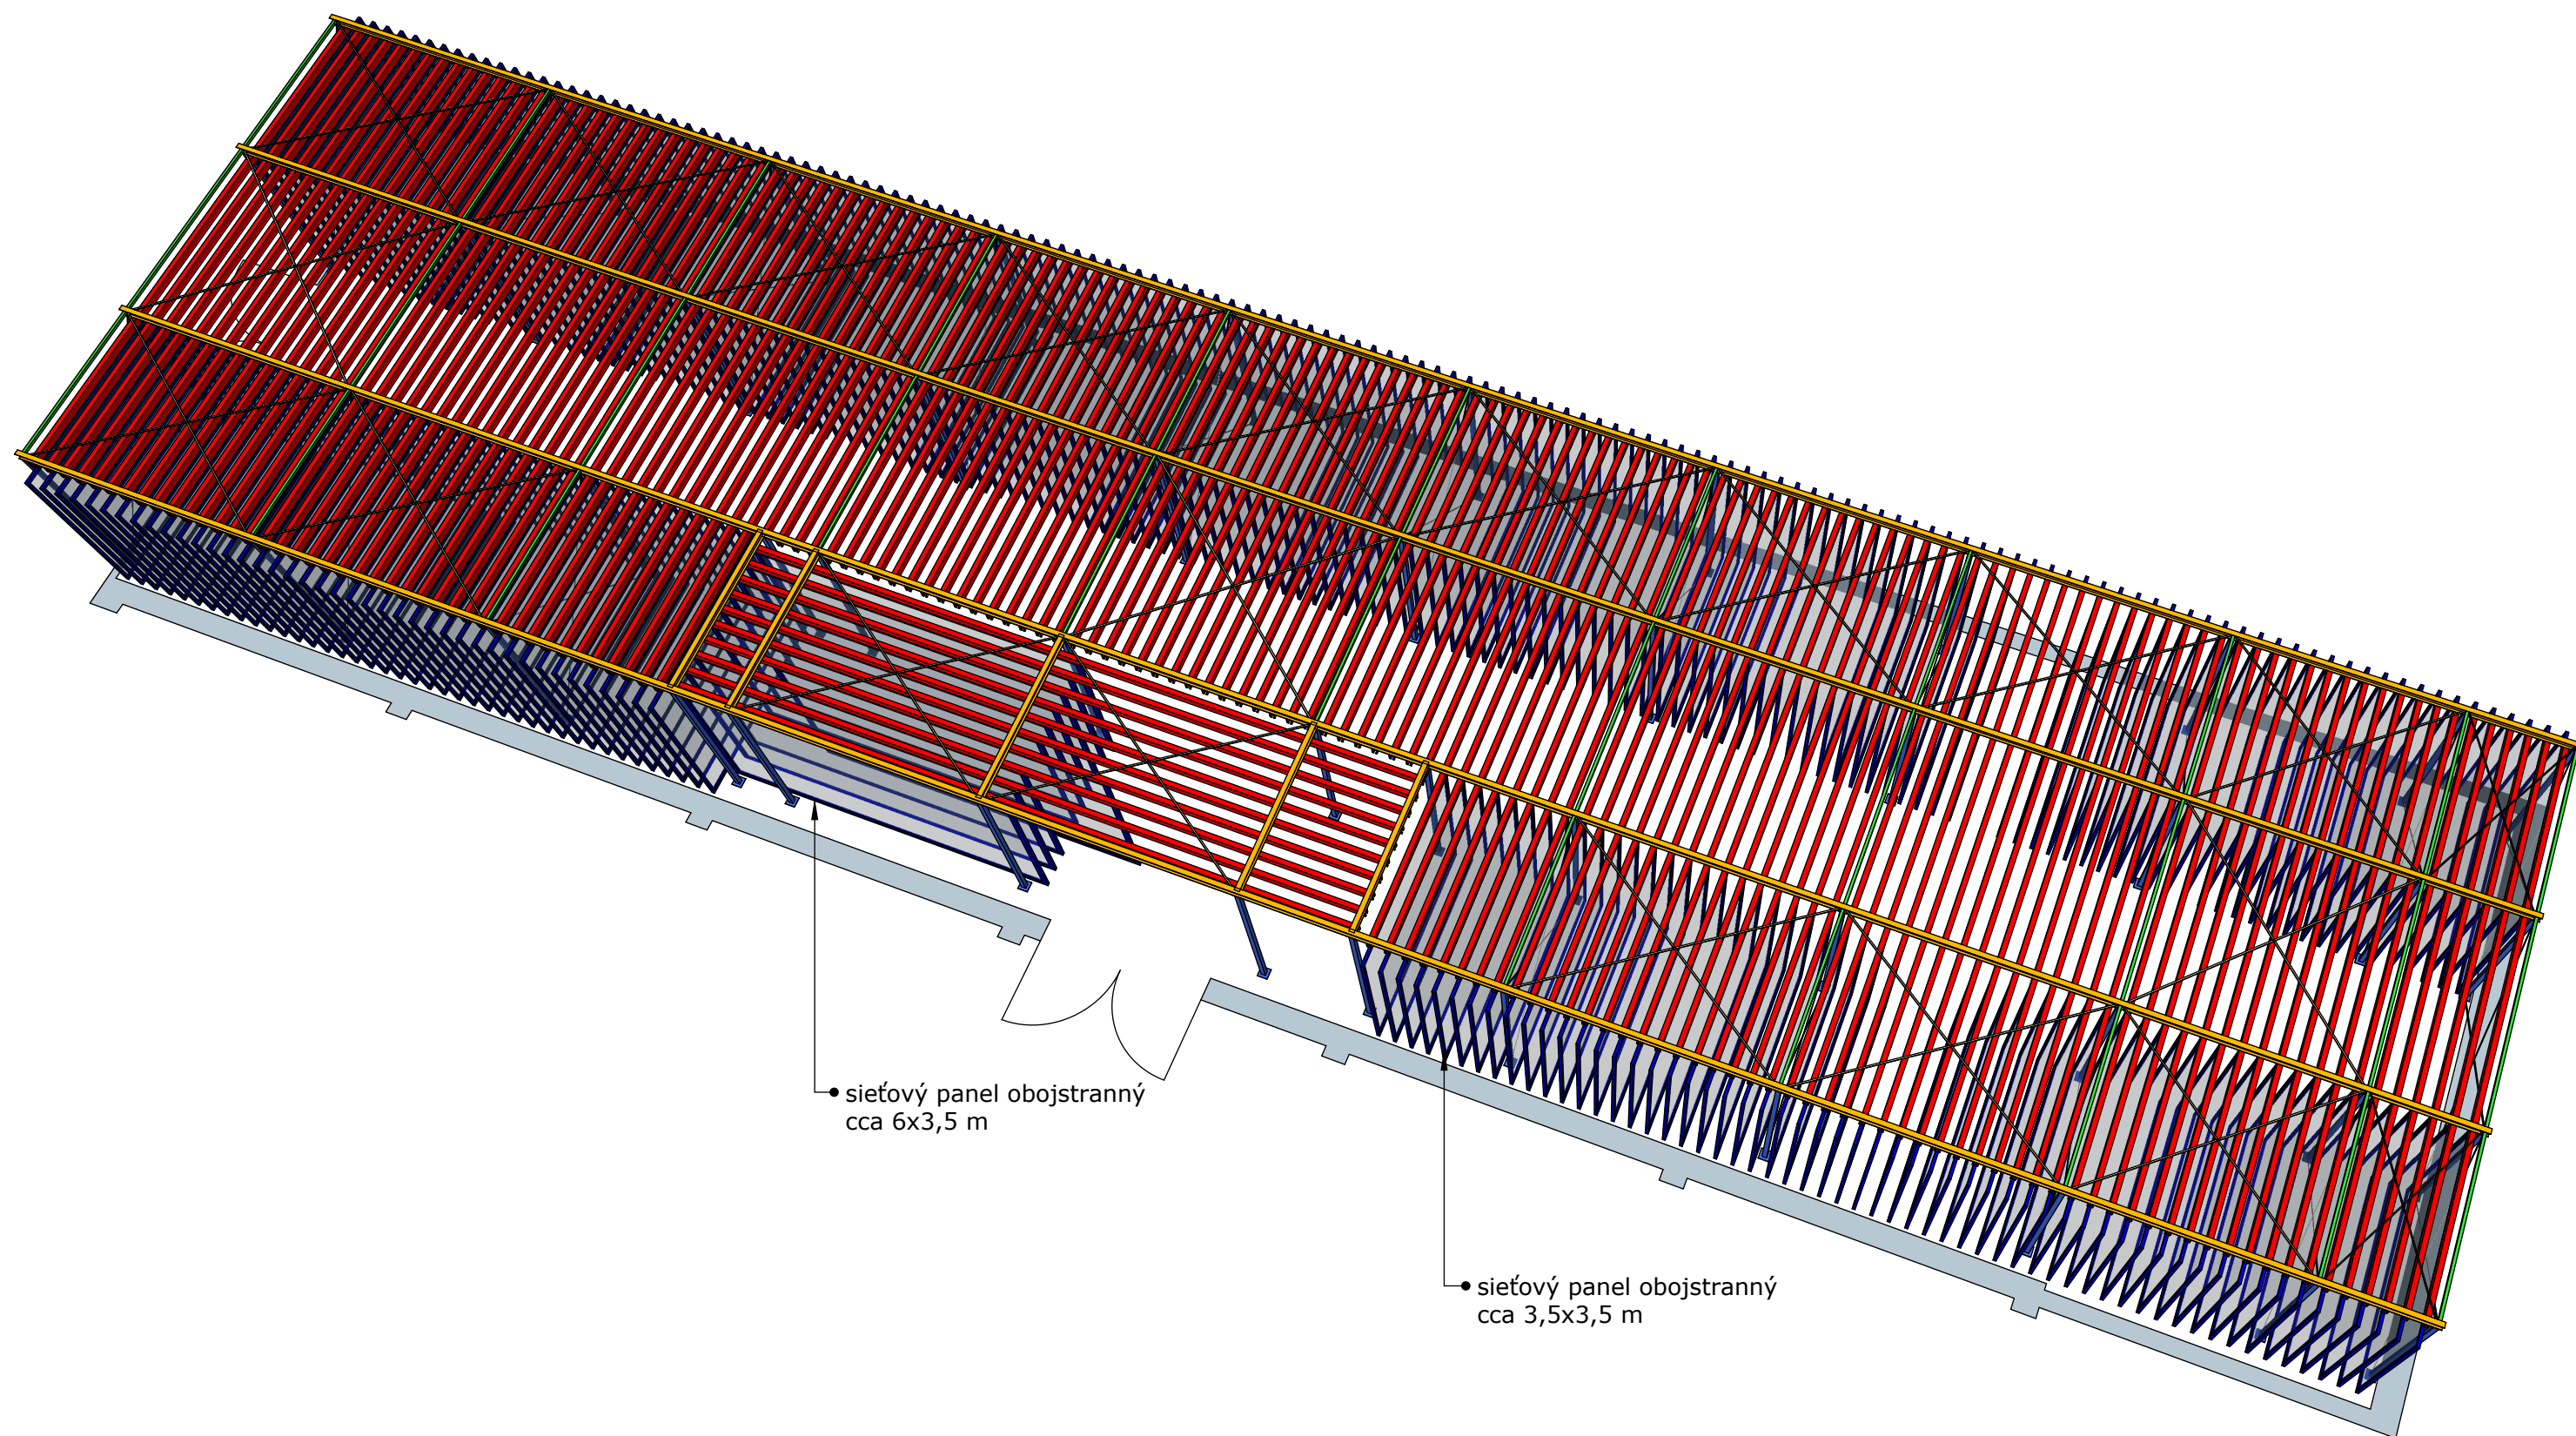 sieťový panel obojstranný
cca 6x3,5 m
sieťový panel obojstranný
cca 3,5x3,5 m